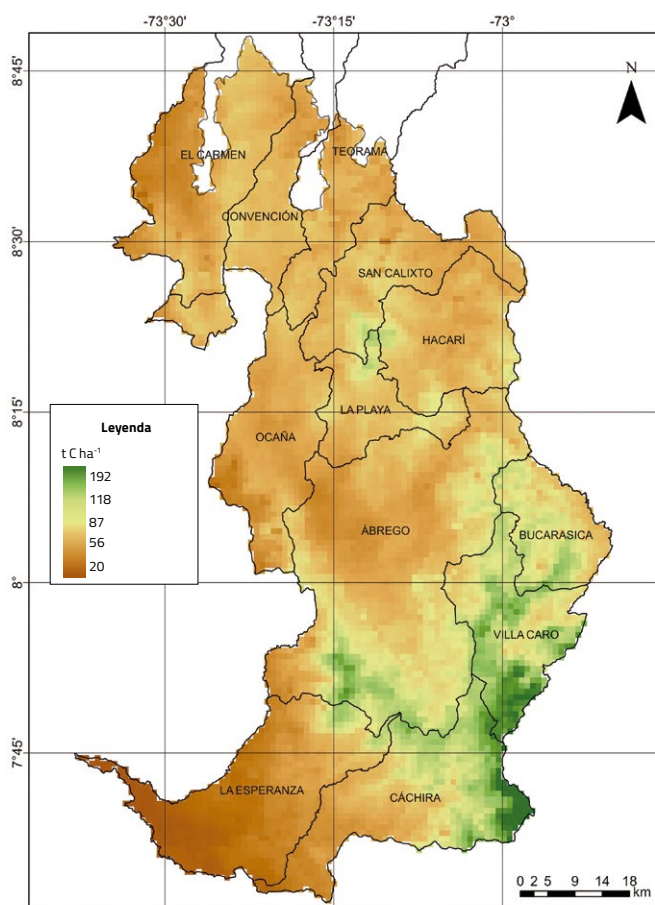 -73°30' -73°15' -73°
8°45'
N
EL CARMEN
TEORAMA
CONVENCIÓN
8°30'
SAN CALIXTO
HACARÍ
8°15'
LA PLAYA
OCAÑA
Leyenda
t C ha⁻¹
192
118
87
56
20
ÁBREGO
BUCARASICA
8°
VILLA CARO
7°45'
LA ESPERANZA
CÁCHIRA
0 2 5 9 14 18
km